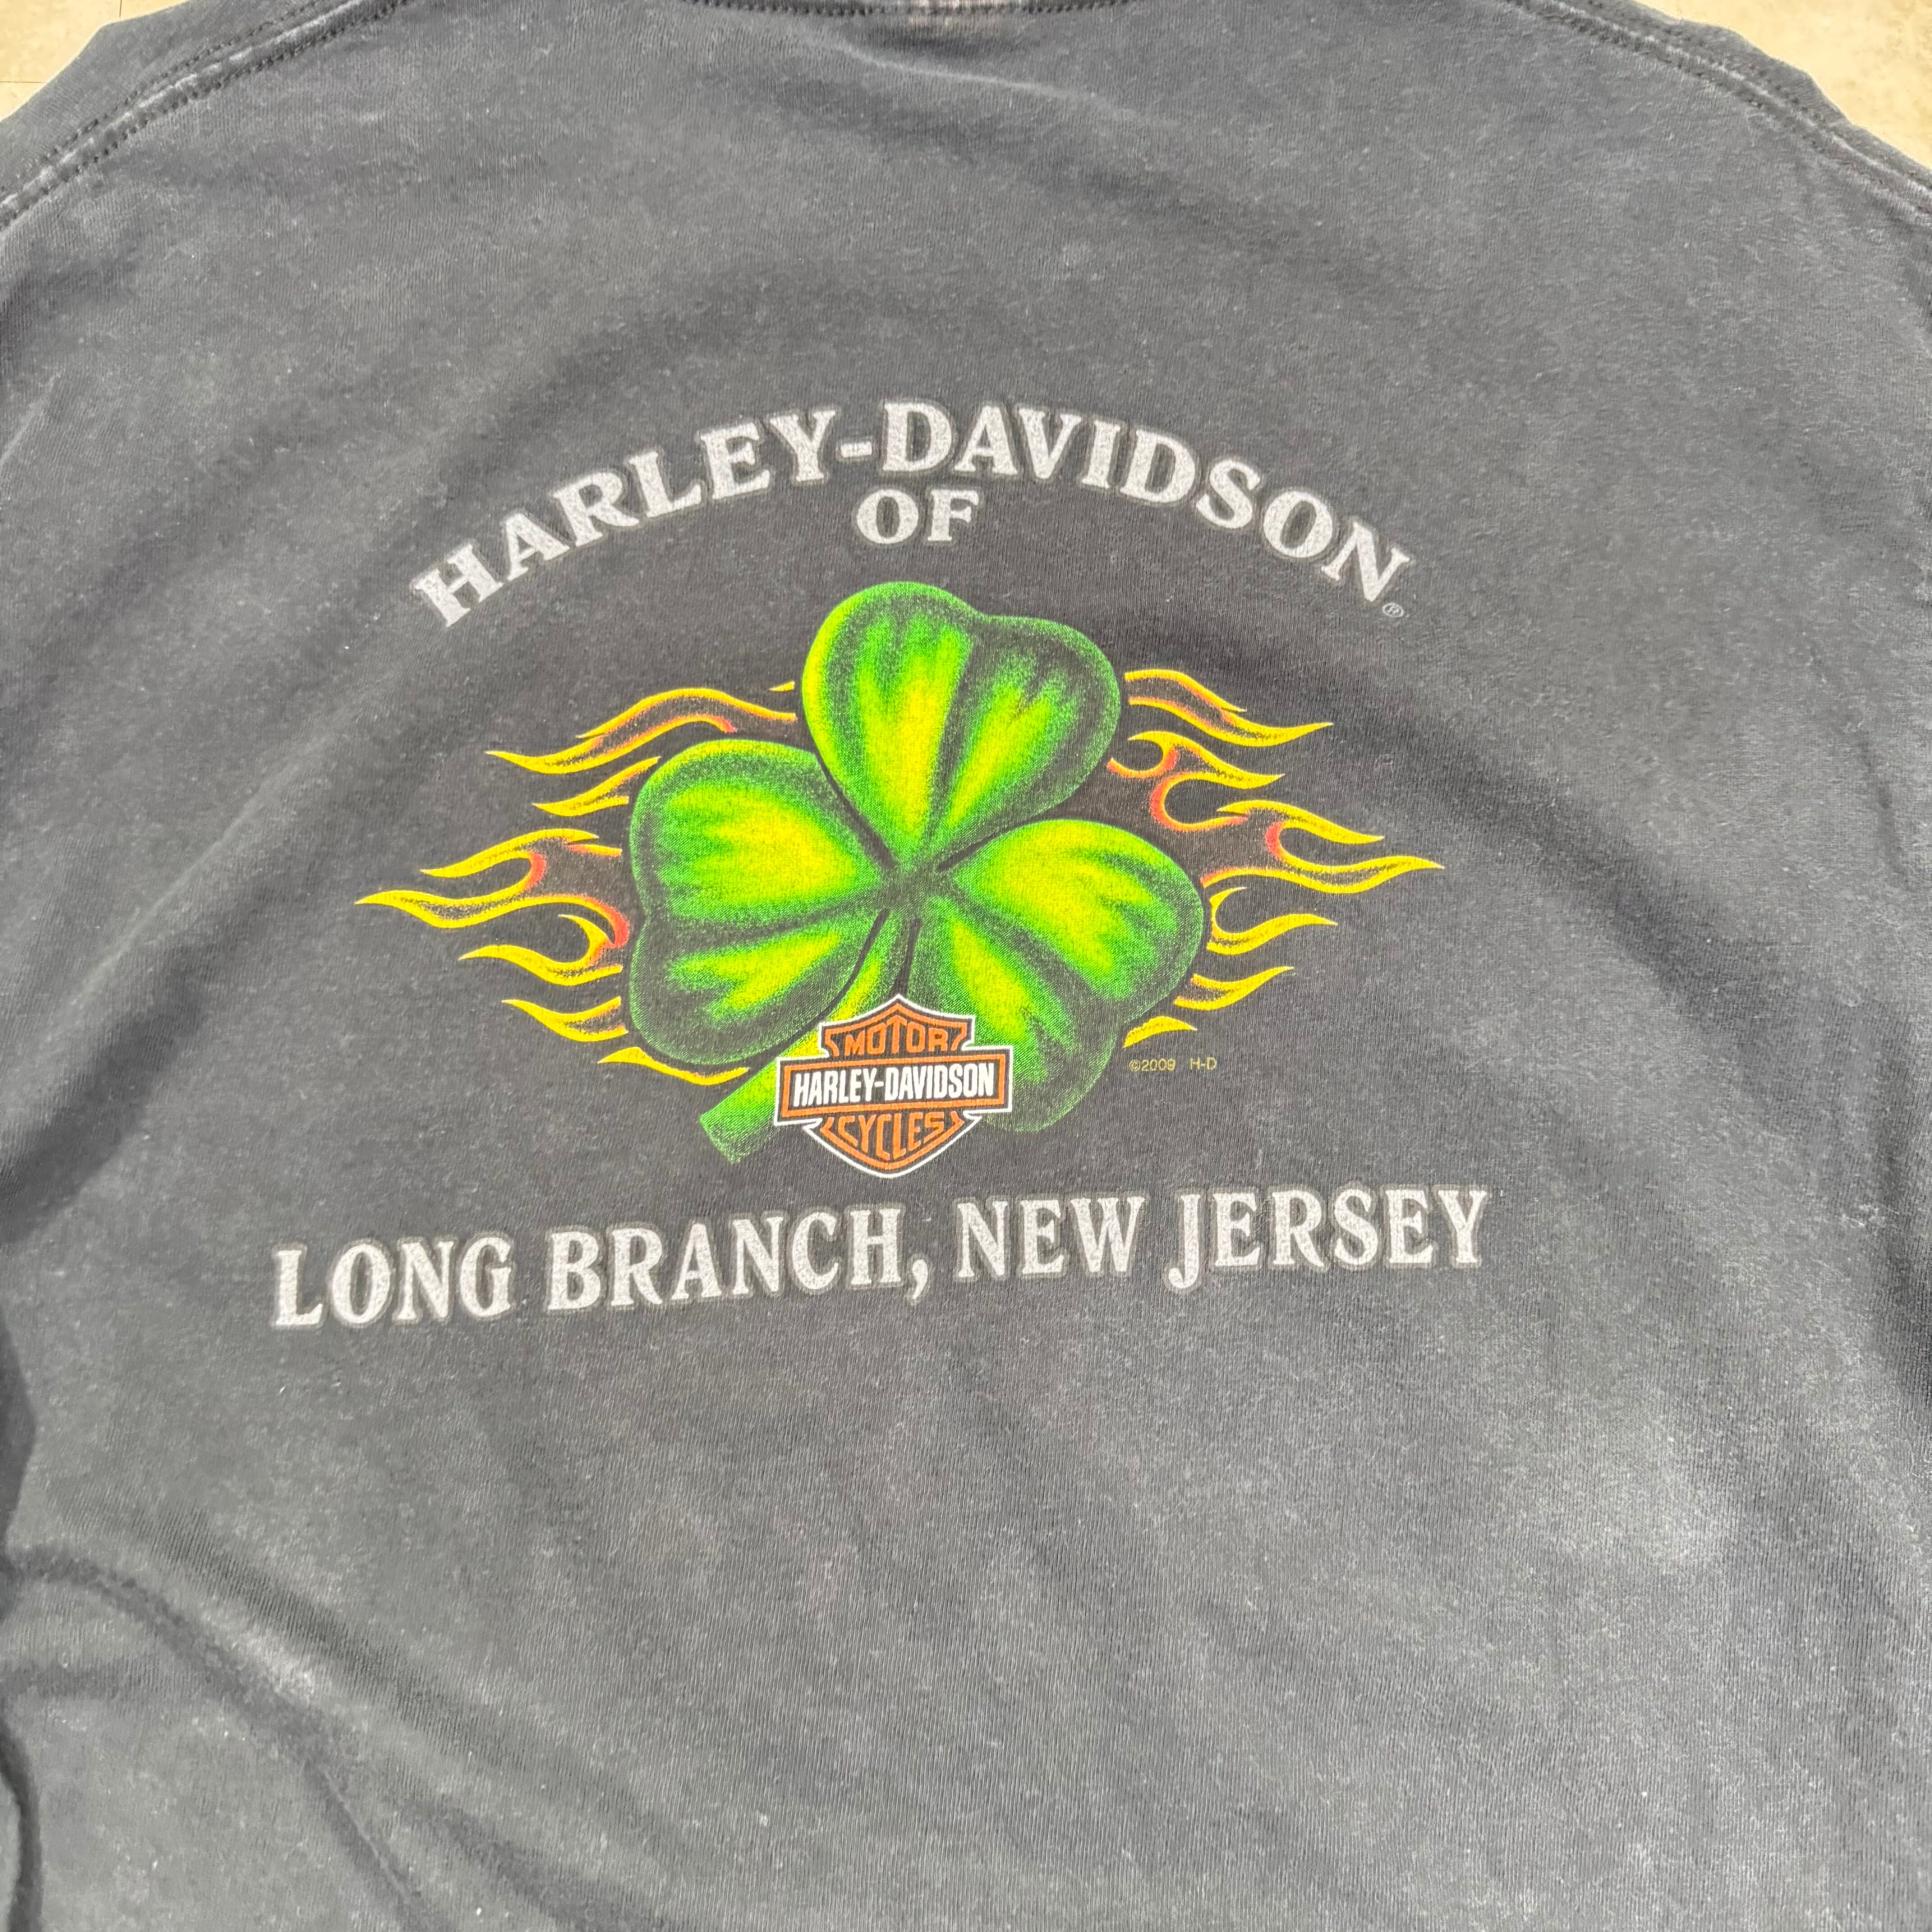 HARLEY-DAVIDSON
OF
®
MOTOR
HARLEY-DAVIDSON
CYCLES
©2009 H-D
LONG BRANCH, NEW JERSEY